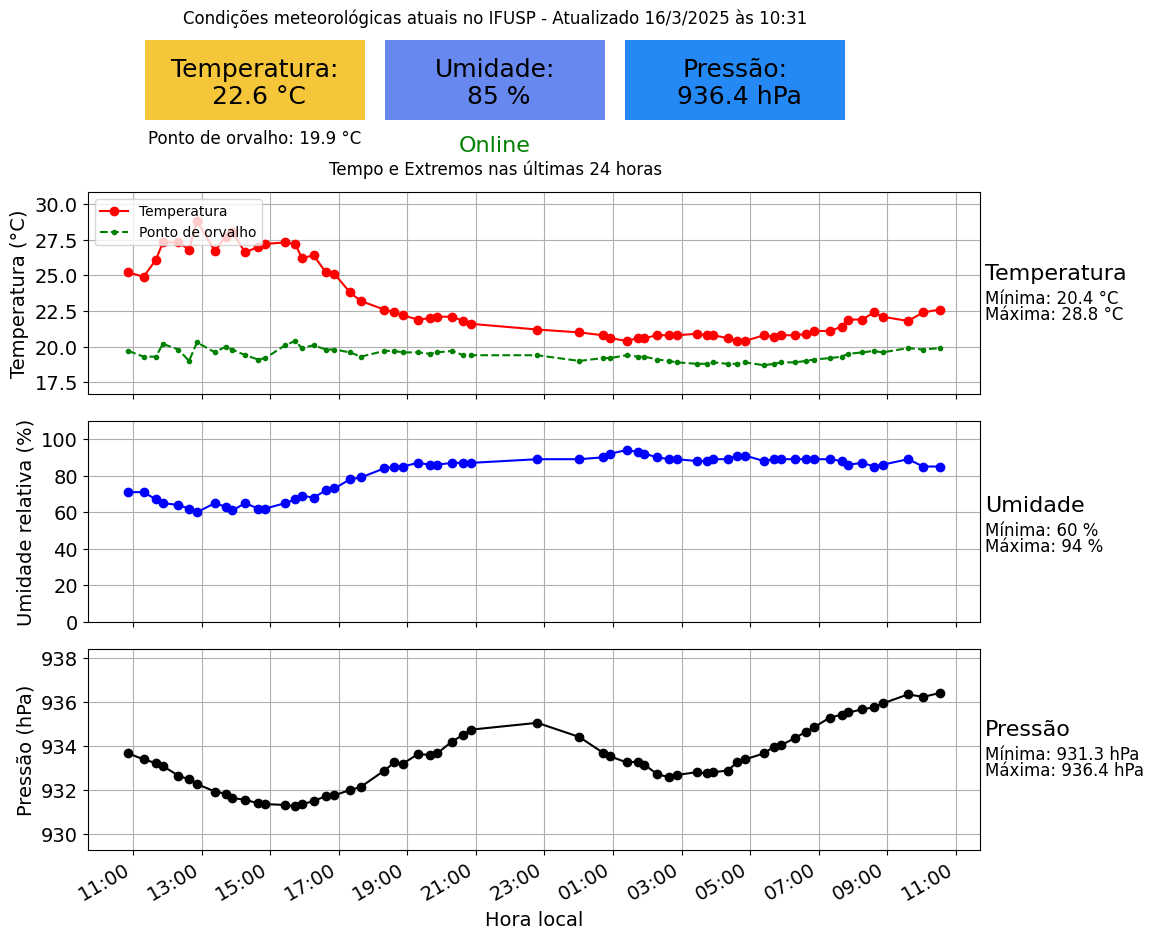 Condições meteorológicas atuais no IFUSP - Atualizado 16/3/2025 às 10:31
Temperatura:
22.6 °C
Umidade:
85 %
Pressão:
936.4 hPa
Ponto de orvalho: 19.9 °C
Online
Tempo e Extremos nas últimas 24 horas
Temperatura (°C)
30.0
27.5
25.0
22.5
20.0
17.5
Temperatura
Ponto de orvalho
Temperatura
Mínima: 20.4 °C
Máxima: 28.8 °C
Umidade relativa (%)
100
80
60
40
20
0
Umidade
Mínima: 60 %
Máxima: 94 %
Pressão (hPa)
938
936
934
932
930
Pressão
Mínima: 931.3 hPa
Máxima: 936.4 hPa
11:00 13:00 15:00 17:00 19:00 21:00 23:00 01:00 03:00 05:00 07:00 09:00 11:00
Hora local